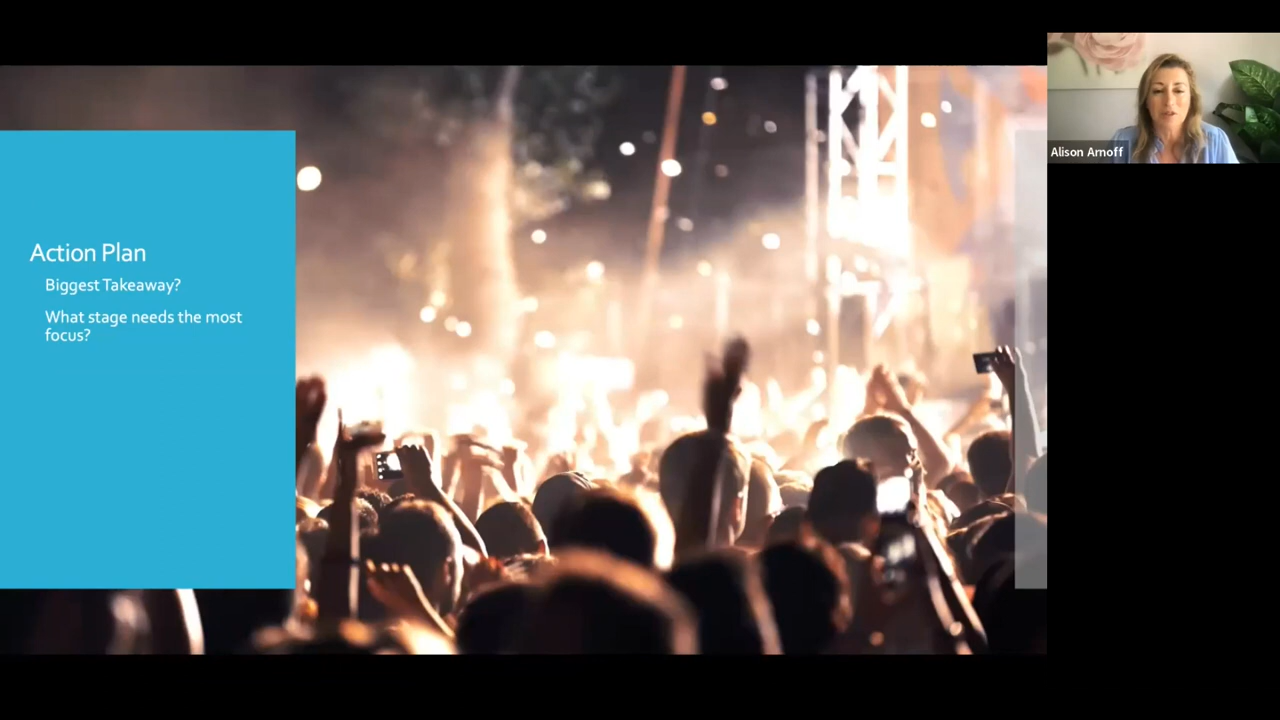 Action Plan
Biggest Takeaway?
What stage needs the most
focus?
Alison Arnoff